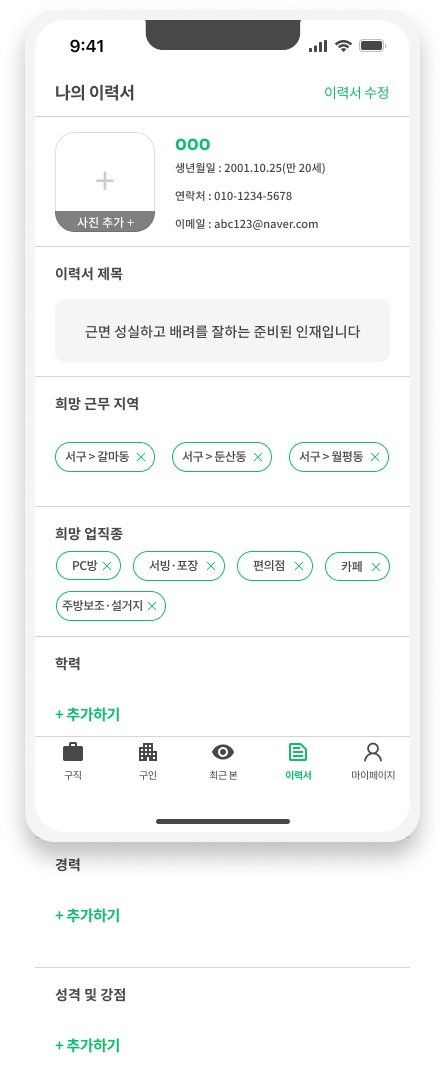 9:41
나의 이력서
이력서 수정
OOO
생년월일 : 2001.10.25(만 20세)
연락처 : 010-1234-5678
이메일 : abc123@naver.com
사진 추가 +
이력서 제목
근면 성실하고 배려를 잘하는 준비된 인재입니다
희망 근무 지역
서구 > 갈마동
서구 > 둔산동
서구 > 월평동
희망 업직종
PC방
서빙·포장
편의점
카페
주방보조·설거지
학력
+ 추가하기
구직
구인
최근 본
이력서
마이페이지
경력
+ 추가하기
성격 및 강점
+ 추가하기